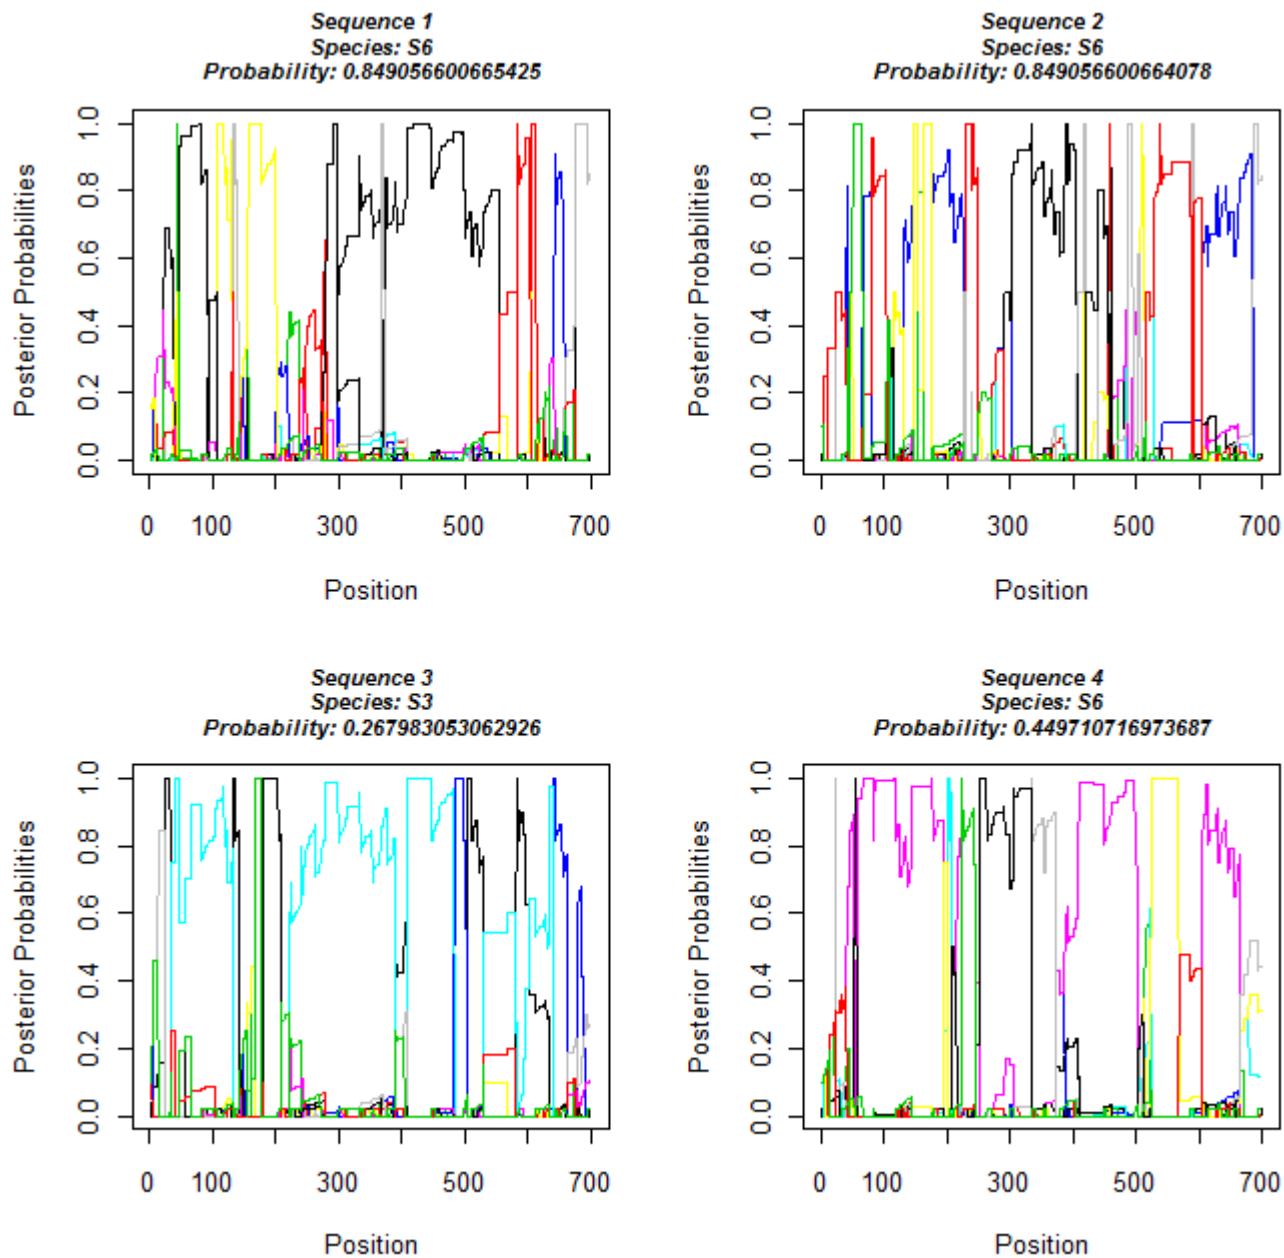 Sequence 1
Species: S6
Probability: 0.849056600665425
Posterior Probabilities
1.0
0.8
0.6
0.4
0.2
0.0
0 100 300 500 700
Position
Sequence 2
Species: S6
Probability: 0.849056600664078
Posterior Probabilities
1.0
0.8
0.6
0.4
0.2
0.0
0 100 300 500 700
Position
Sequence 3
Species: S3
Probability: 0.267983053062926
Posterior Probabilities
1.0
0.8
0.6
0.4
0.2
0.0
0 100 300 500 700
Position
Sequence 4
Species: S6
Probability: 0.449710716973687
Posterior Probabilities
1.0
0.8
0.6
0.4
0.2
0.0
0 100 300 500 700
Position